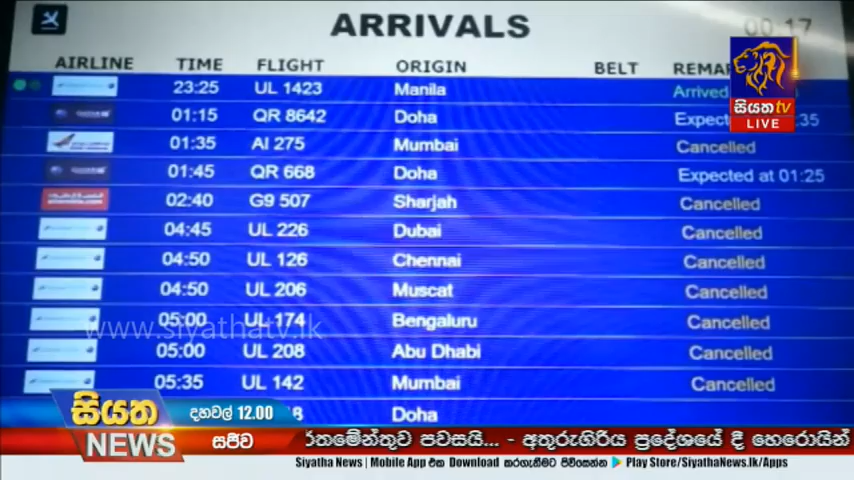 ARRIVALS
00:17
AIRLINE TIME FLIGHT ORIGIN BELT REMAR
23:25 UL 1423 Manila Arrived
01:15 QR 8642 Doha Expect :35
01:35 AI 275 Mumbai Cancelled
01:45 QR 668 Doha Expected at 01:25
02:40 G9 507 Sharjah Cancelled
04:45 UL 226 Dubai Cancelled
04:50 UL 126 Chennai Cancelled
04:50 UL 206 Muscat Cancelled
05:00 UL 174 Bengaluru Cancelled
05:00 UL 208 Abu Dhabi Cancelled
05:35 UL 142 Mumbai Cancelled
8 Doha
සියත tv
LIVE
www.siyathatv.lk
සියත දහවල් 12.00
NEWS සජීව
ර්තමේන්තුව පවසයි... - අතුරුගිරිය ප්‍රදේශයේ දී හෙරොයින්
Siyatha News | Mobile App එක Download කරගැනීමට පිවිසෙන්න Play Store/SiyathaNews.lk/Apps